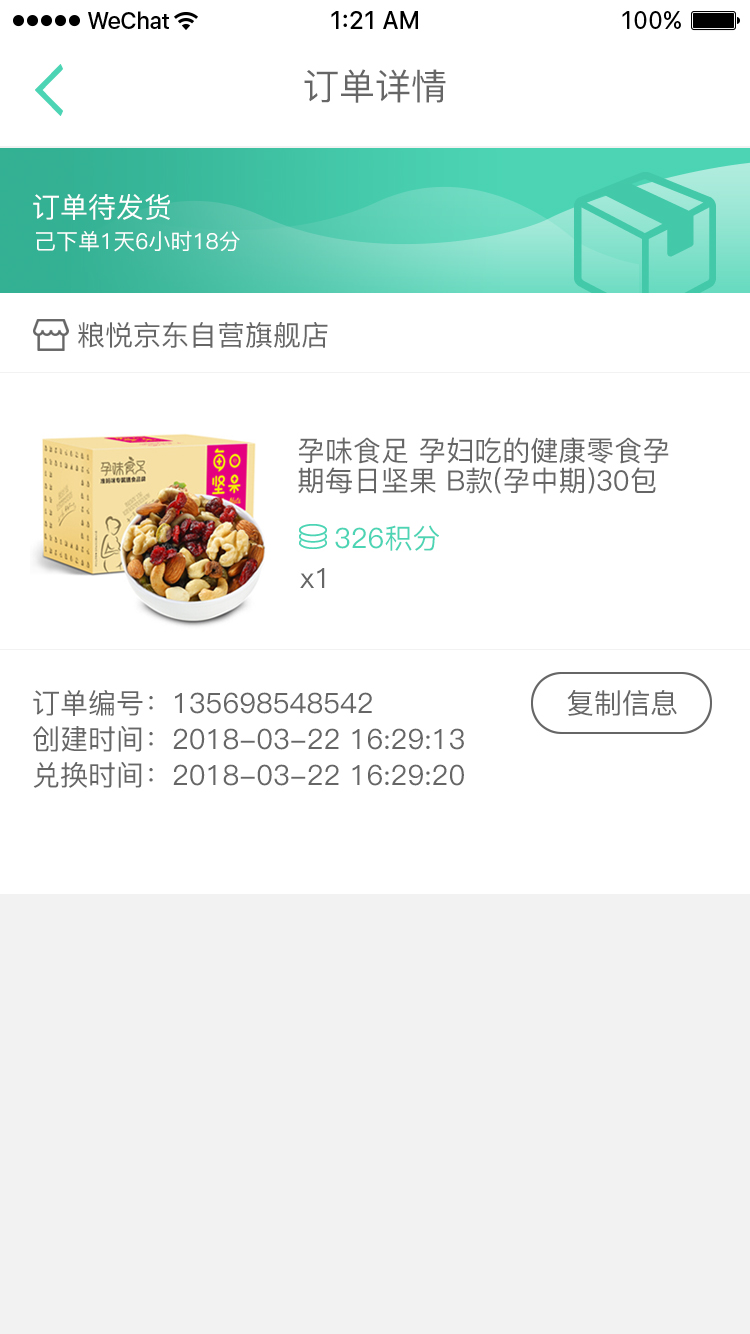 WeChat 1:21 AM 100%
订单详情
订单待发货
己下单1天6小时18分
粮悦京东自营旗舰店
孕味食足
每日
坚果
孕味食足 孕妇吃的健康零食孕
期每日坚果 B款(孕中期)30包
326积分
x1
订单编号：135698548542
复制信息
创建时间：2018-03-22 16:29:13
兑换时间：2018-03-22 16:29:20